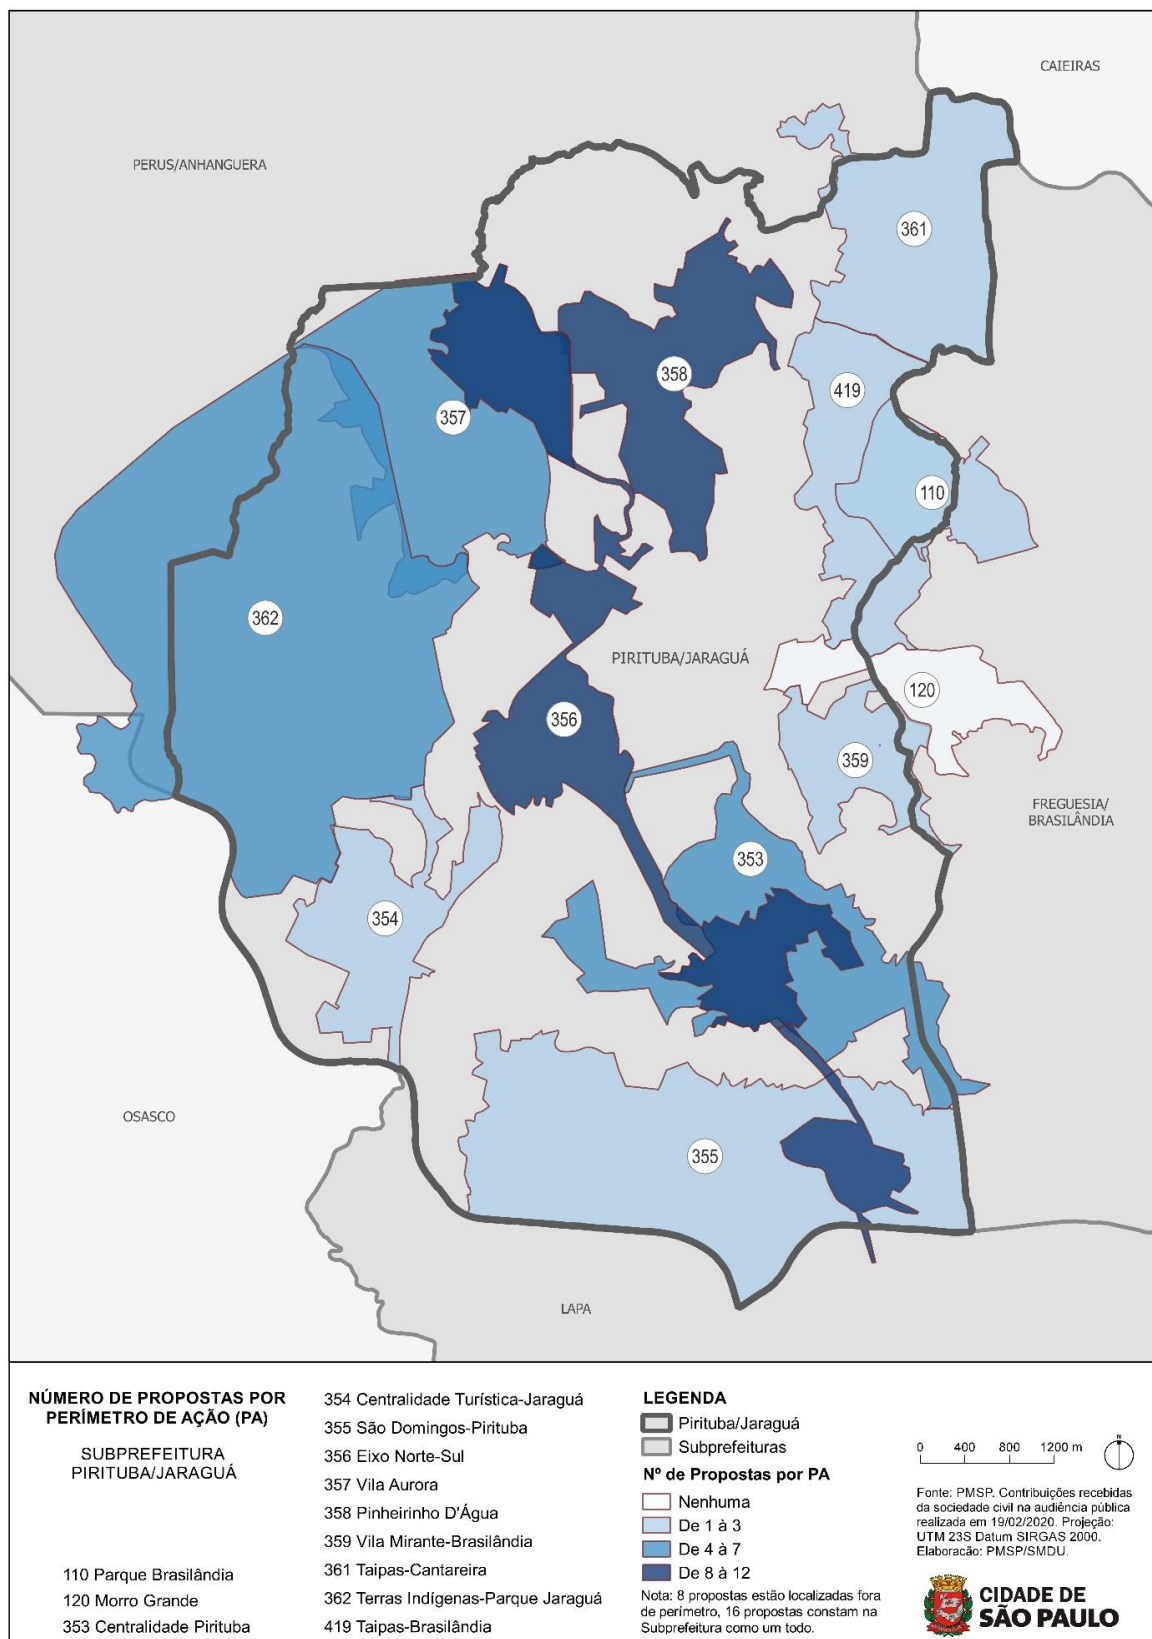 CAIEIRAS
PERUS/ANHANGUERA
361
358
419
357
110
362
PIRITUBA/JARAGUÁ
120
356
359
FREGUESIA/
BRASILÂNDIA
353
354
OSASCO
355
LAPA
NÚMERO DE PROPOSTAS POR
PERÍMETRO DE AÇÃO (PA)
SUBPREFEITURA
PIRITUBA/JARAGUÁ
110 Parque Brasilândia
120 Morro Grande
353 Centralidade Pirituba
354 Centralidade Turística-Jaraguá
355 São Domingos-Pirituba
356 Eixo Norte-Sul
357 Vila Aurora
358 Pinheirinho D'Água
359 Vila Mirante-Brasilândia
361 Taipas-Cantareira
362 Terras Indígenas-Parque Jaraguá
419 Taipas-Brasilândia
LEGENDA
Pirituba/Jaraguá
Subprefeituras
Nº de Propostas por PA
Nenhuma
De 1 à 3
De 4 à 7
De 8 à 12
Nota: 8 propostas estão localizadas fora
de perímetro, 16 propostas constam na
Subprefeitura como um todo.
0 400 800 1200 m
N
Fonte: PMSP. Contribuições recebidas
da sociedade civil na audiência pública
realizada em 19/02/2020. Projeção:
UTM 23S Datum SIRGAS 2000.
Elaboracão: PMSP/SMDU.
CIDADE DE
SÃO PAULO